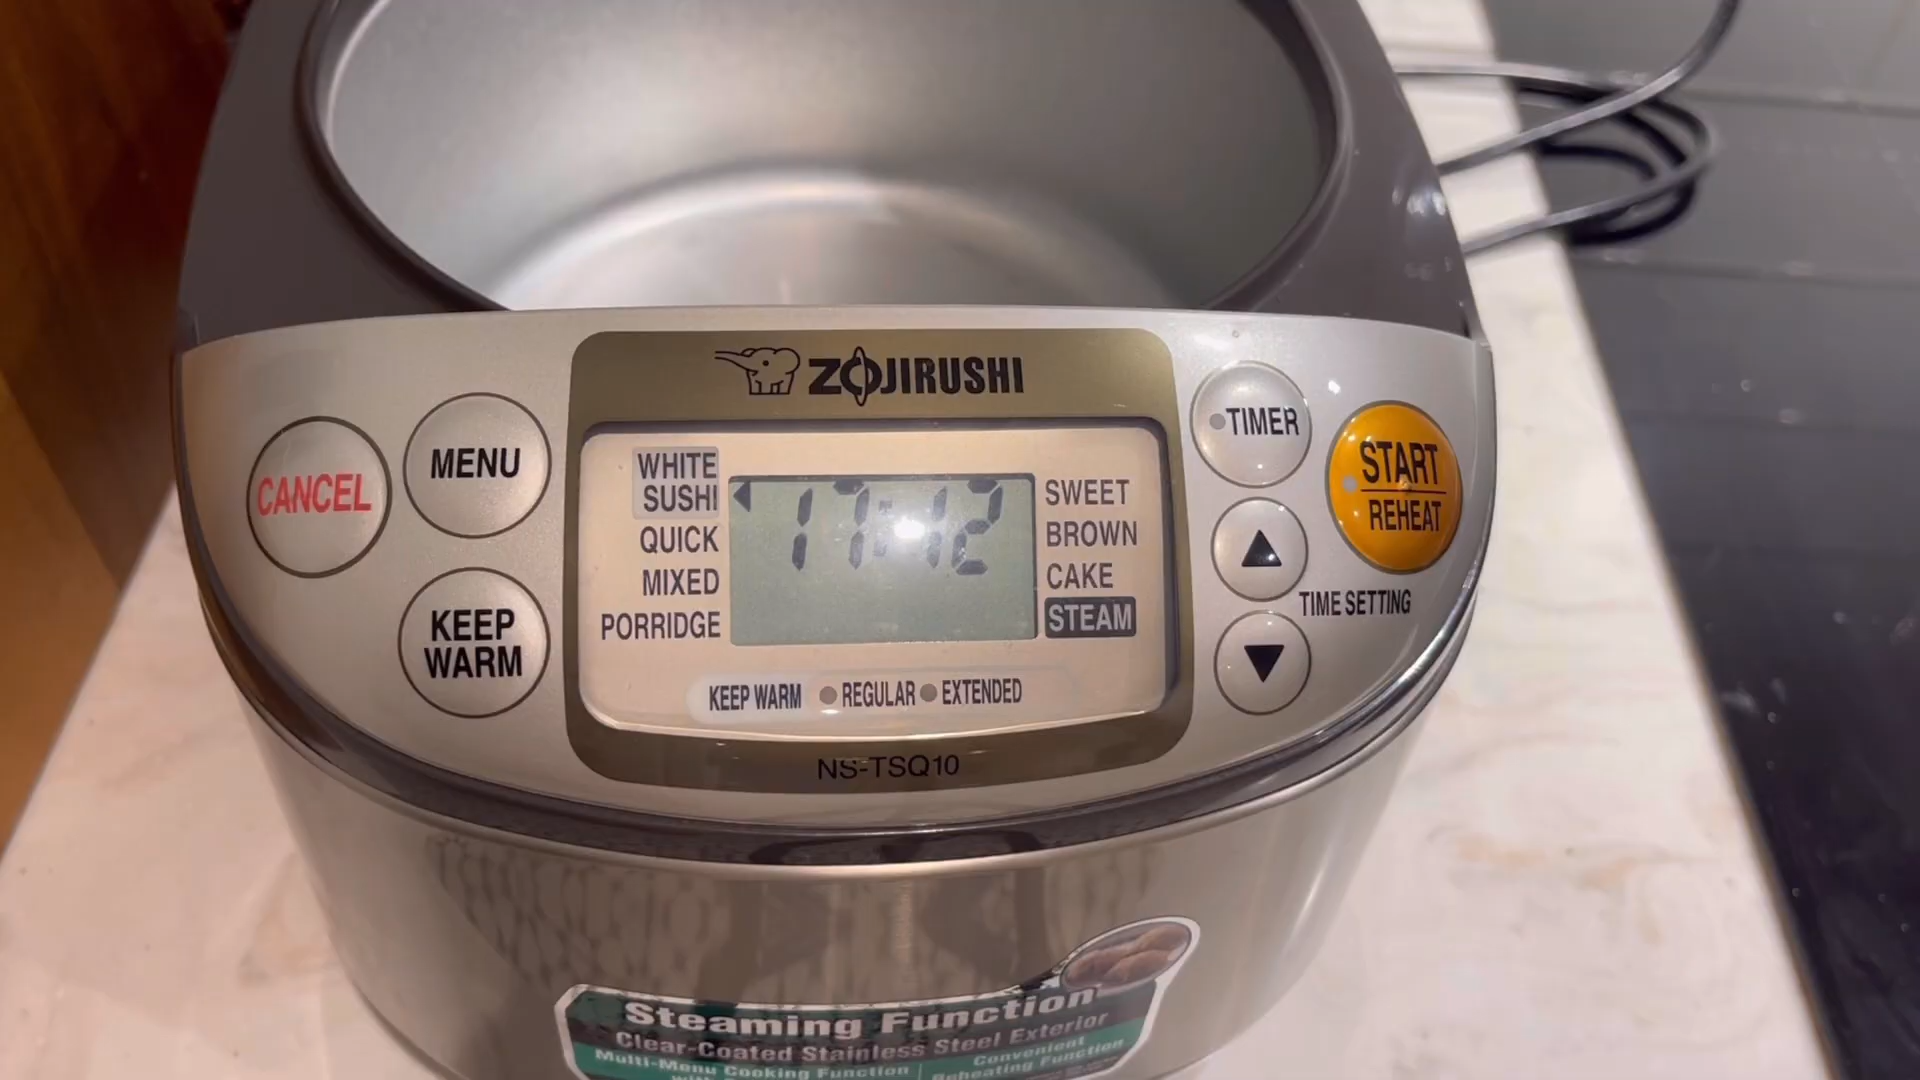 ZOJIRUSHI
CANCEL
MENU
KEEP
WARM
WHITE
SUSHI
QUICK
MIXED
PORRIDGE
17:12
SWEET
BROWN
CAKE
STEAM
KEEP WARM REGULAR EXTENDED
NS-TSQ10
TIMER
START
REHEAT
TIME SETTING
Steaming Function
Clear-Coated Stainless Steel Exterior
Multi-Menu Cooking Function
Convenient
Reheating Function